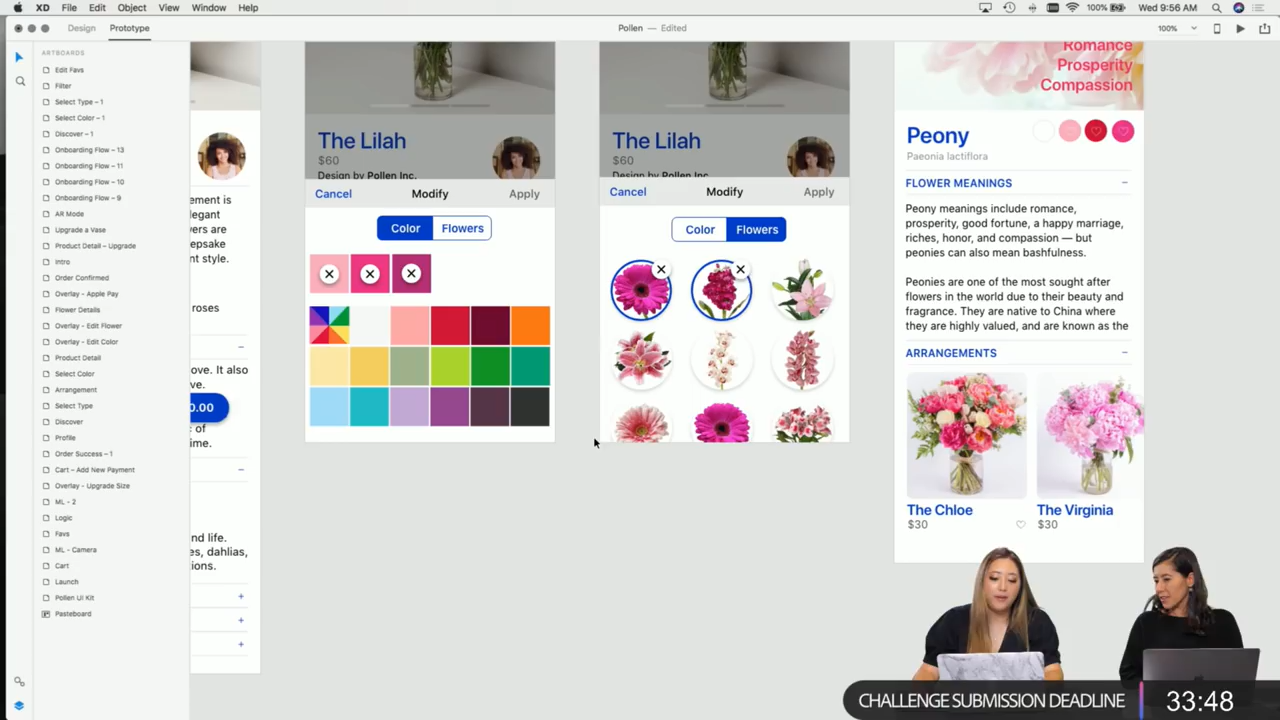 XD File Edit Object View Window Help
100% Wed 9:56 AM
Design Prototype
Pollen — Edited
100%
ARTBOARDS
Edit Favs
Filter
Select Type – 1
Select Color – 1
Discover – 1
Onboarding Flow – 13
Onboarding Flow – 11
Onboarding Flow – 10
Onboarding Flow – 9
AR Mode
Upgrade a Vase
Product Detail – Upgrade
Intro
Order Confirmed
Overlay - Apple Pay
Flower Details
Overlay - Edit Flower
Overlay - Edit Color
Product Detail
Select Color
Arrangement
Select Type
Discover
Profile
Order Success – 1
Cart – Add New Payment
Overlay - Upgrade Size
ML - 2
Logic
Favs
ML - Camera
Cart
Launch
Pollen UI Kit
Pasteboard
ement is
legant
ers are
epsake
nt style.
roses
ove. It also
ve.
0.00
of
ime.
nd life.
es, dahlias,
ions.
The Lilah
$60
Design by Pollen Inc.
Cancel Modify Apply
Color Flowers
The Lilah
$60
Design by Pollen Inc.
Cancel Modify Apply
Color Flowers
Romance
Prosperity
Compassion
Peony
Paeonia lactiflora
FLOWER MEANINGS
Peony meanings include romance,
prosperity, good fortune, a happy marriage,
riches, honor, and compassion — but
peonies can also mean bashfulness.
Peonies are one of the most sought after
flowers in the world due to their beauty and
fragrance. They are native to China where
they are highly valued, and are known as the
ARRANGEMENTS
The Chloe
$30
The Virginia
$30
CHALLENGE SUBMISSION DEADLINE 33:48